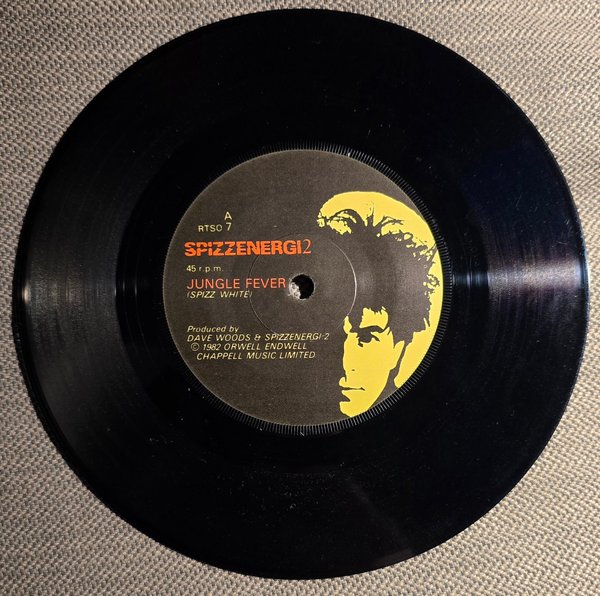 A
RTSO 7
SPIZZENERGI2
45 r.p.m.
JUNGLE FEVER
(SPIZZ WHITE)
Produced by
DAVE WOODS & SPIZZENERGI:2
© 1982 ORWELL ENDWELL
CHAPPELL MUSIC LIMITED